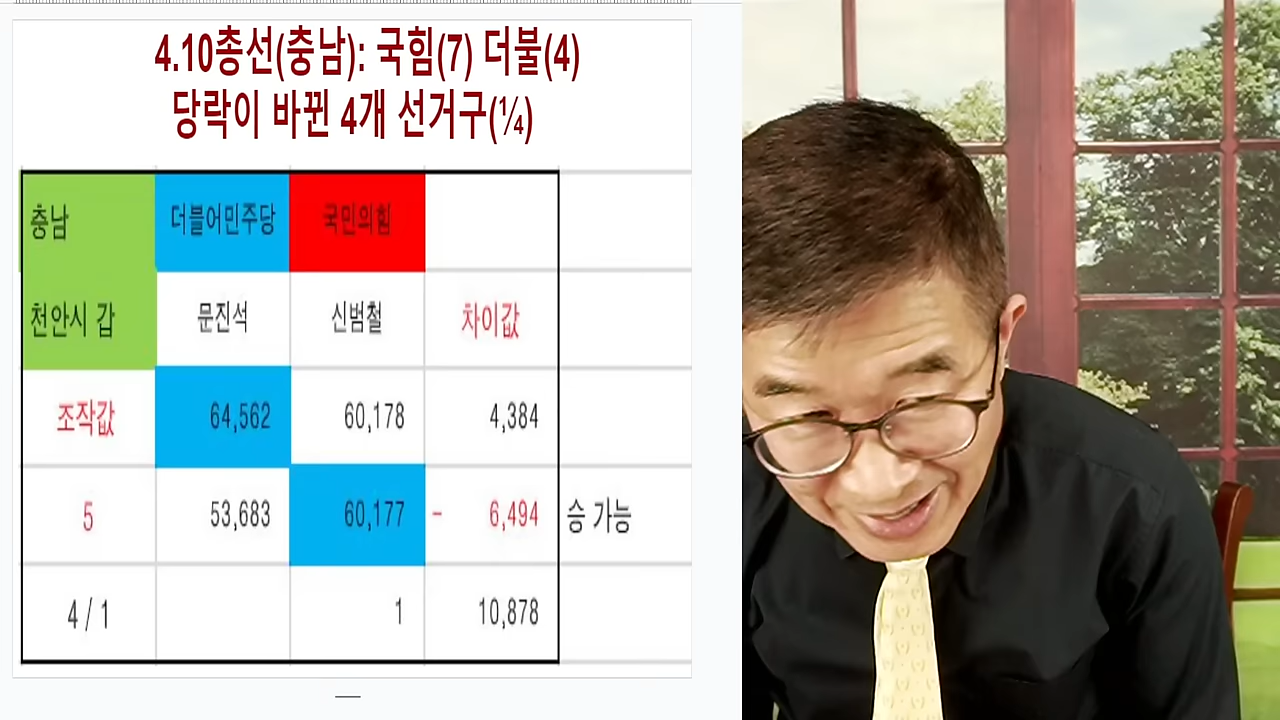 4.10총선(충남): 국힘(7) 더불(4)
당락이 바뀐 4개 선거구(¼)
충남 더블어민주당 국민의힘
천안시 갑 문진석 신범철 차이값
조작값 64,562 60,178 4,384
5 53,683 60,177 - 6,494 승 가능
4 / 1 1 10,878